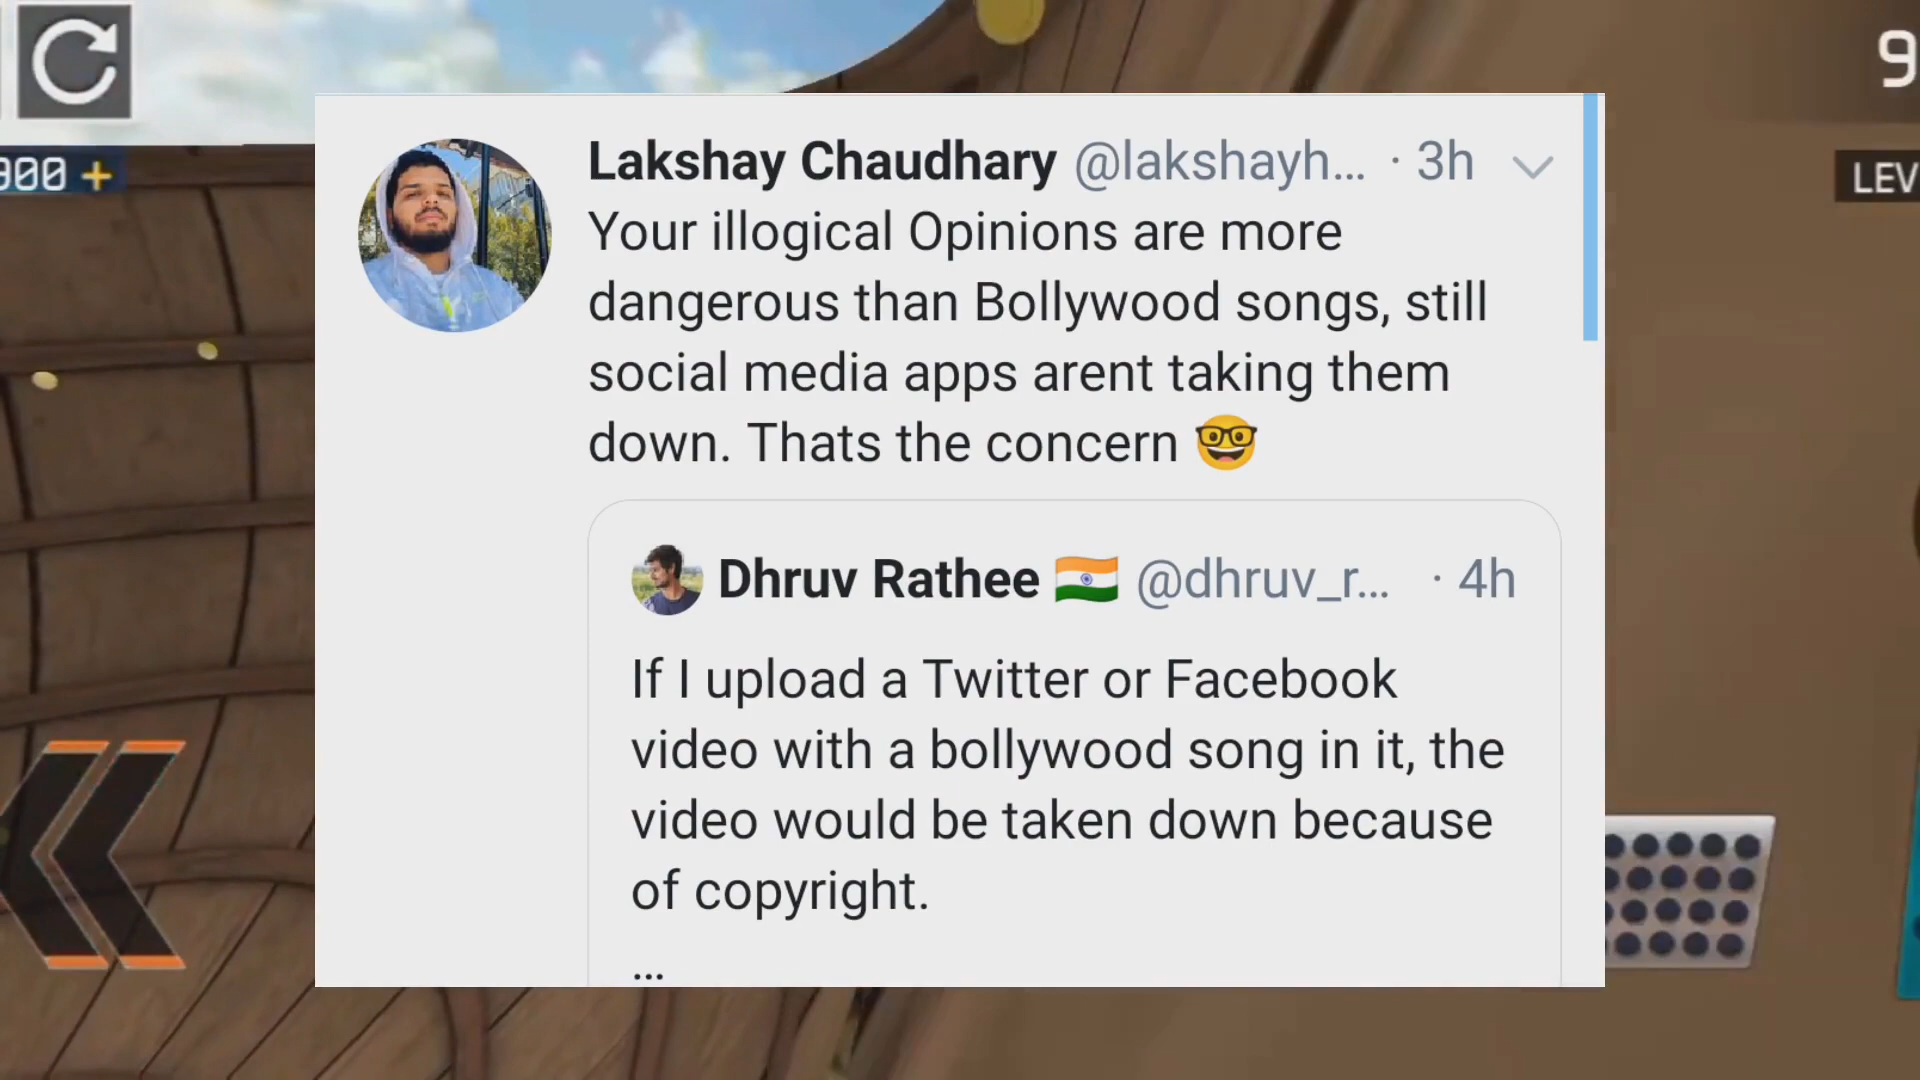 9
900 +
LEV
Lakshay Chaudhary @lakshayh... · 3h
Your illogical Opinions are more
dangerous than Bollywood songs, still
social media apps arent taking them
down. Thats the concern 🤓
Dhruv Rathee 🇮🇳 @dhruv_r... · 4h
If I upload a Twitter or Facebook
video with a bollywood song in it, the
video would be taken down because
of copyright.
...